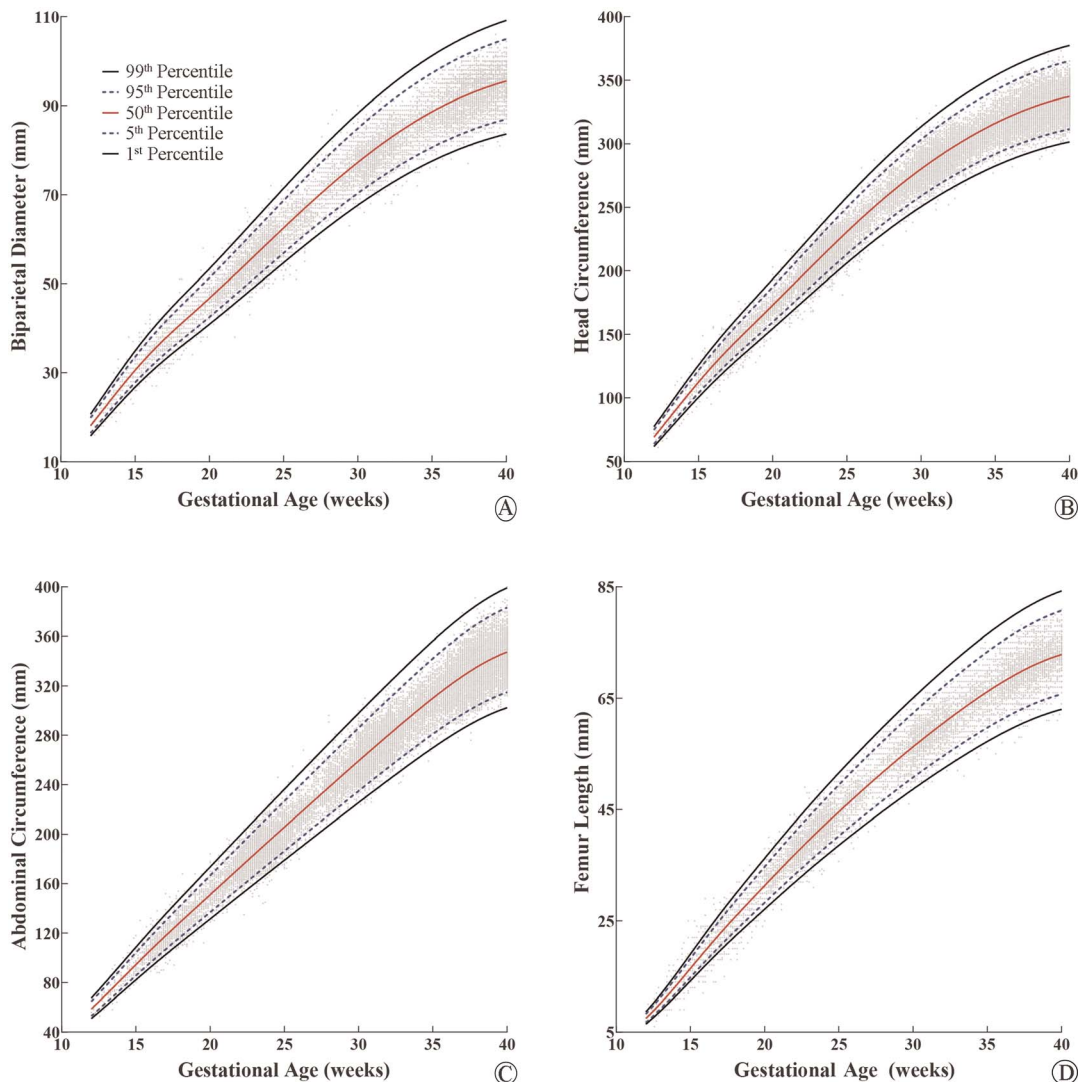 110
90
70
50
30
10
Biparietal Diameter (mm)
99th Percentile
95th Percentile
50th Percentile
5th Percentile
1st Percentile
10 15 20 25 30 35 40
Gestational Age (weeks)
A
400
350
300
250
200
150
100
50
Head Circumference (mm)
10 15 20 25 30 35 40
Gestational Age (weeks)
B
400
360
320
280
240
200
160
120
80
40
Abdominal Circumference (mm)
10 15 20 25 30 35 40
Gestational Age (weeks)
C
85
65
45
25
5
Femur Length (mm)
10 15 20 25 30 35 40
Gestational Age (weeks)
D